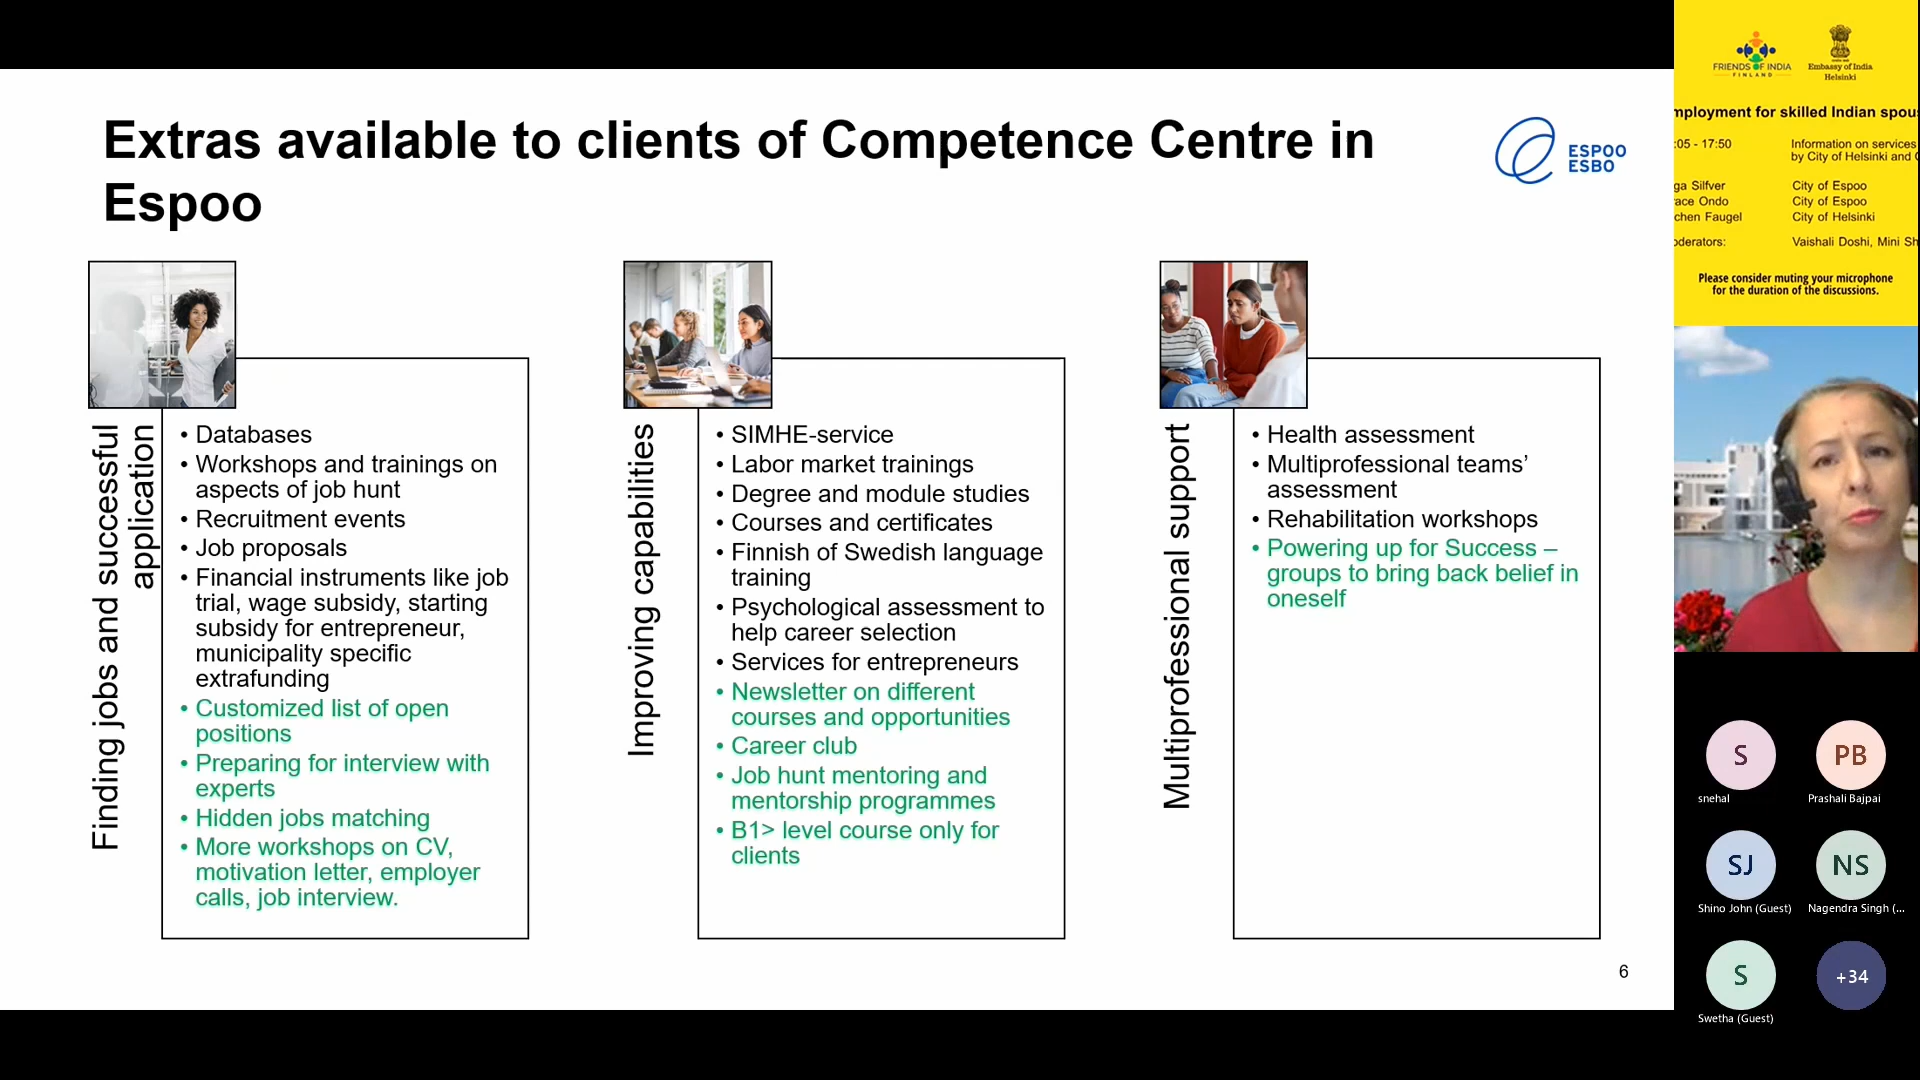 Extras available to clients of Competence Centre in
Espoo
ESPOO
ESBO
Finding jobs and successful
application
• Databases
• Workshops and trainings on
aspects of job hunt
• Recruitment events
• Job proposals
• Financial instruments like job
trial, wage subsidy, starting
subsidy for entrepreneur,
municipality specific
extrafunding
• Customized list of open
positions
• Preparing for interview with
experts
• Hidden jobs matching
• More workshops on CV,
motivation letter, employer
calls, job interview.
Improving capabilities
• SIMHE-service
• Labor market trainings
• Degree and module studies
• Courses and certificates
• Finnish of Swedish language
training
• Psychological assessment to
help career selection
• Services for entrepreneurs
• Newsletter on different
courses and opportunities
• Career club
• Job hunt mentoring and
mentorship programmes
• B1> level course only for
clients
Multiprofessional support
• Health assessment
• Multiprofessional teams’
assessment
• Rehabilitation workshops
• Powering up for Success –
groups to bring back belief in
oneself
6
FRIENDS OF INDIA
FINLAND
Embassy of India
Helsinki
mployment for skilled Indian spou
:05 - 17:50
Information on services
by City of Helsinki and
ga Silfver City of Espoo
ace Ondo City of Espoo
chen Faugel City of Helsinki
oderators: Vaishali Doshi, Mini Sh
Please consider muting your microphone
for the duration of the discussions.
S
snehal
PB
Prashali Bajpai
SJ
Shino John (Guest)
NS
Nagendra Singh (...
S
Swetha (Guest)
+34